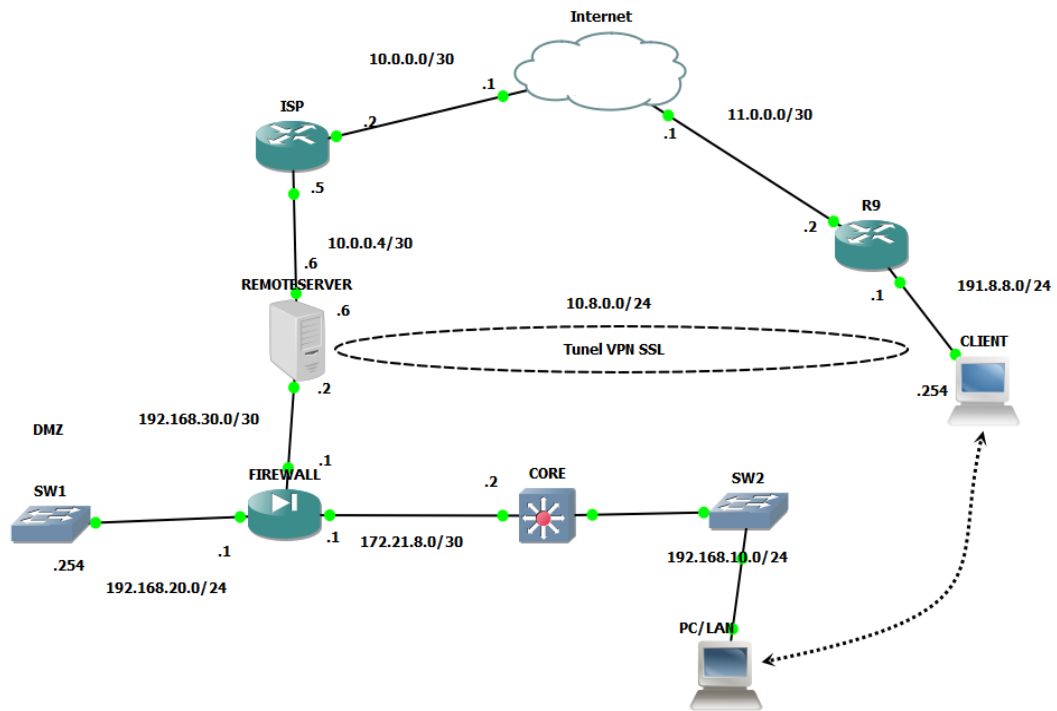 Internet
10.0.0.0/30
.1
ISP
.2
11.0.0.0/30
.1
.5
R9
.2
10.0.0.4/30
.6
REMOTESERVER
.6
.1
191.8.8.0/24
10.8.0.0/24
Tunel VPN SSL
CLIENT
.254
.2
192.168.30.0/30
DMZ
.1
FIREWALL
SW1
.2
CORE
SW2
.1
.1
172.21.8.0/30
192.168.10.0/24
.254
192.168.20.0/24
PC/LAN